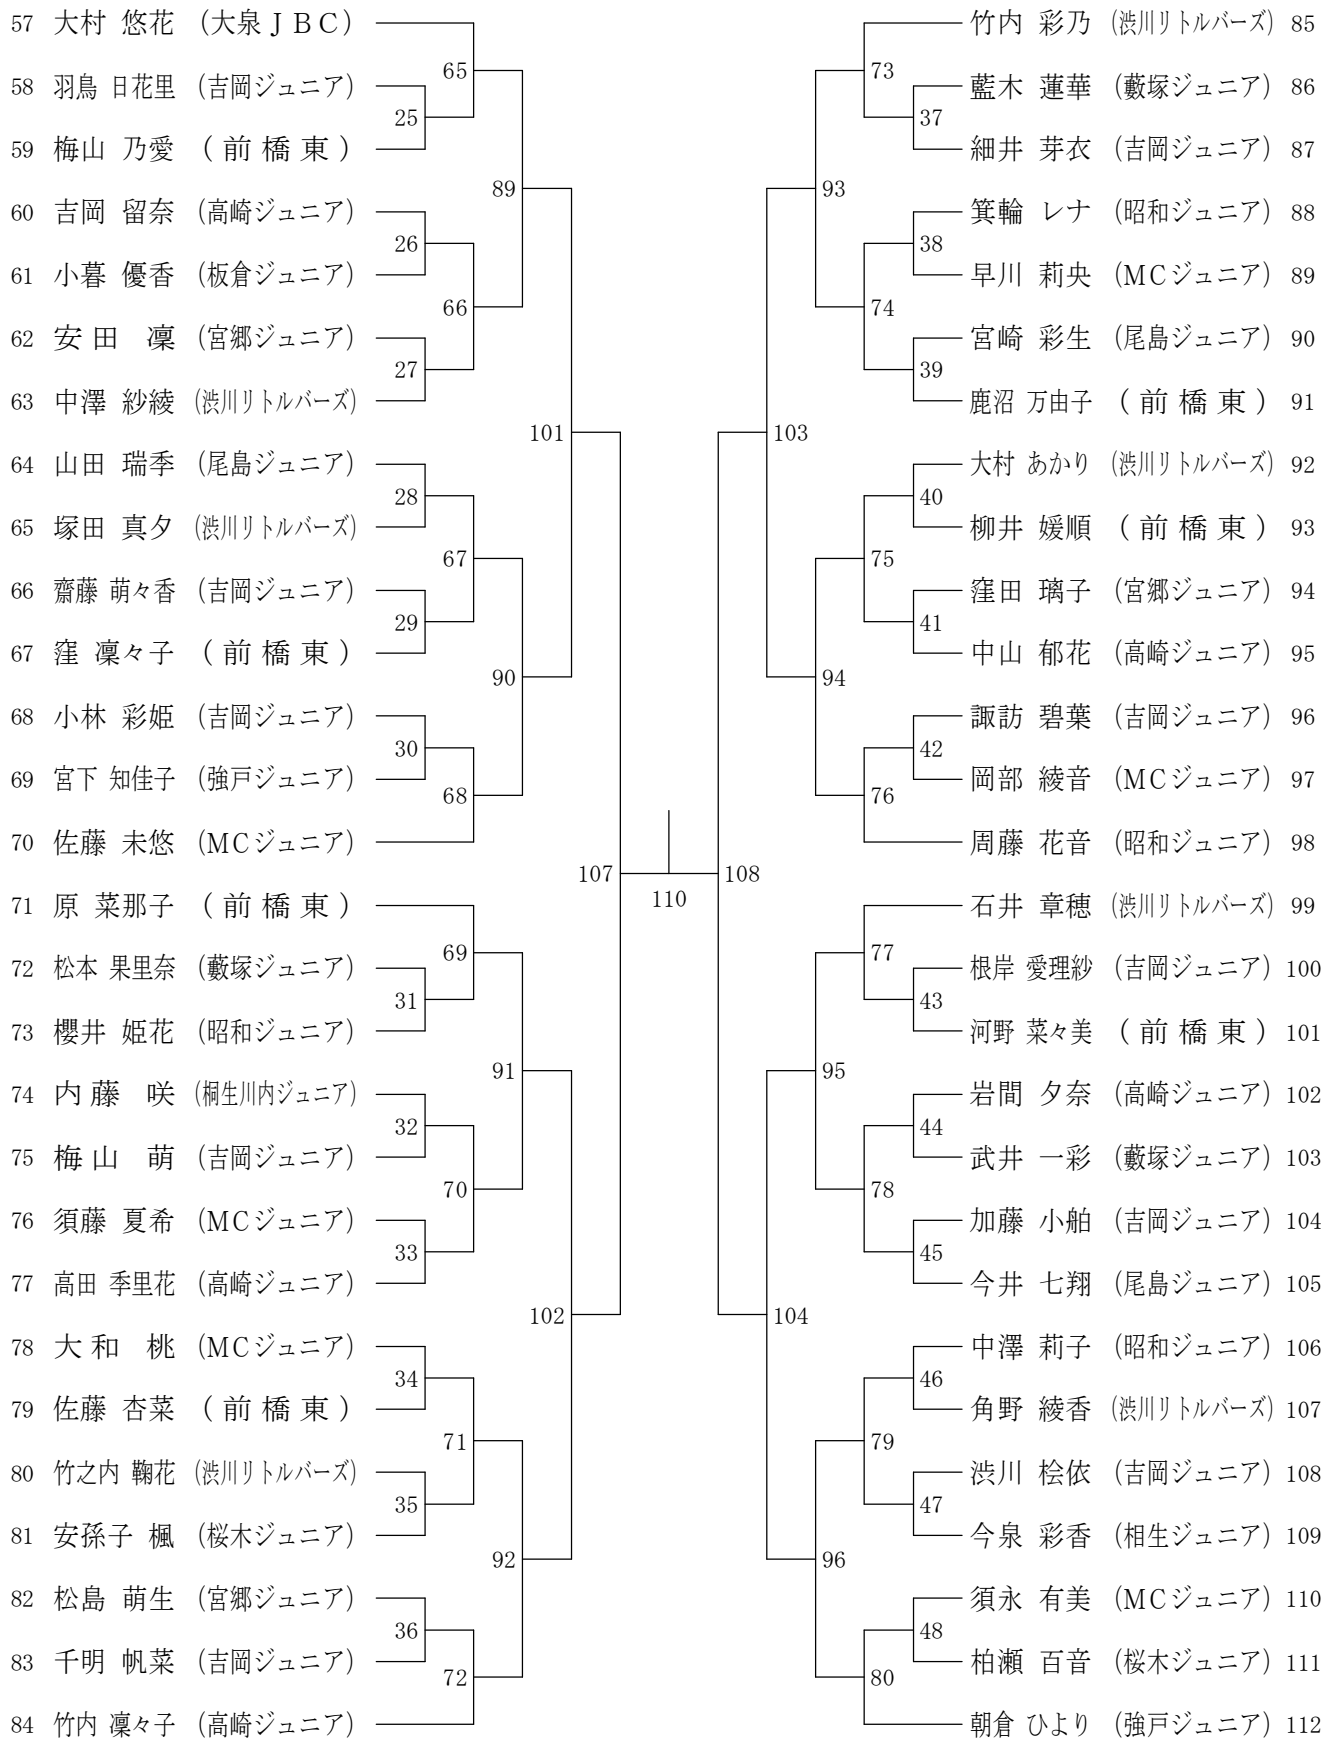 57 大村 悠花 (大泉ＪＢＣ)
58 羽鳥 日花里 (吉岡ジュニア)
59 梅山 乃愛 (前橋東)
60 吉岡 留奈 (高崎ジュニア)
61 小暮 優香 (板倉ジュニア)
62 安田 凜 (宮郷ジュニア)
63 中澤 紗綾 (渋川リトルバーズ)
64 山田 瑞季 (尾島ジュニア)
65 塚田 真夕 (渋川リトルバーズ)
66 齋藤 萌々香 (吉岡ジュニア)
67 窪 凜々子 (前橋東)
68 小林 彩姫 (吉岡ジュニア)
69 宮下 知佳子 (強戸ジュニア)
70 佐藤 未悠 (MCジュニア)
71 原 菜那子 (前橋東)
72 松本 果里奈 (藪塚ジュニア)
73 櫻井 姫花 (昭和ジュニア)
74 内藤 咲 (桐生川内ジュニア)
75 梅山 萌 (吉岡ジュニア)
76 須藤 夏希 (MCジュニア)
77 高田 季里花 (高崎ジュニア)
78 大和 桃 (MCジュニア)
79 佐藤 杏菜 (前橋東)
80 竹之内 鞠花 (渋川リトルバーズ)
81 安孫子 楓 (桜木ジュニア)
82 松島 萌生 (宮郷ジュニア)
83 千明 帆菜 (吉岡ジュニア)
84 竹内 凜々子 (高崎ジュニア)
25
26
27
28
29
30
31
32
33
34
35
36
65
66
67
68
69
70
71
72
89
90
91
92
101
102
107
110
108
103
104
93
94
95
96
73
74
75
76
77
78
79
80
37
38
39
40
41
42
43
44
45
46
47
48
竹内 彩乃 (渋川リトルバーズ) 85
藍木 蓮華 (藪塚ジュニア) 86
細井 芽衣 (吉岡ジュニア) 87
箕輪 レナ (昭和ジュニア) 88
早川 莉央 (MCジュニア) 89
宮崎 彩生 (尾島ジュニア) 90
鹿沼 万由子 (前橋東) 91
大村 あかり (渋川リトルバーズ) 92
柳井 媛順 (前橋東) 93
窪田 璃子 (宮郷ジュニア) 94
中山 郁花 (高崎ジュニア) 95
諏訪 碧葉 (吉岡ジュニア) 96
岡部 綾音 (MCジュニア) 97
周藤 花音 (昭和ジュニア) 98
石井 章穂 (渋川リトルバーズ) 99
根岸 愛理紗 (吉岡ジュニア) 100
河野 菜々美 (前橋東) 101
岩間 夕奈 (高崎ジュニア) 102
武井 一彩 (藪塚ジュニア) 103
加藤 小舶 (吉岡ジュニア) 104
今井 七翔 (尾島ジュニア) 105
中澤 莉子 (昭和ジュニア) 106
角野 綾香 (渋川リトルバーズ) 107
渋川 桧依 (吉岡ジュニア) 108
今泉 彩香 (相生ジュニア) 109
須永 有美 (MCジュニア) 110
柏瀬 百音 (桜木ジュニア) 111
朝倉 ひより (強戸ジュニア) 112